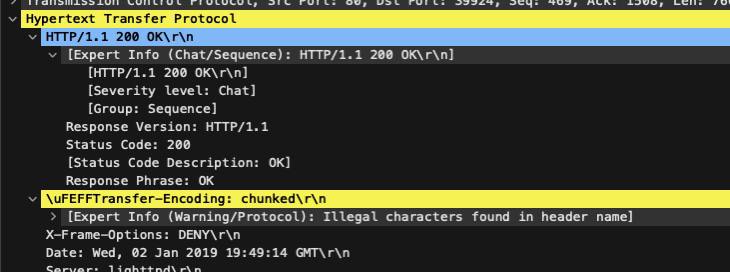 Transmission Control Protocol, Src Port: 80, Dst Port: 39924, Seq: 469, Ack: 1508, Len: 
Hypertext Transfer Protocol
HTTP/1.1 200 OK\r\n
[Expert Info (Chat/Sequence): HTTP/1.1 200 OK\r\n]
[HTTP/1.1 200 OK\r\n]
[Severity level: Chat]
[Group: Sequence]
Response Version: HTTP/1.1
Status Code: 200
[Status Code Description: OK]
Response Phrase: OK
\uFEFFTransfer-Encoding: chunked\r\n
[Expert Info (Warning/Protocol): Illegal characters found in header name]
X-Frame-Options: DENY\r\n
Date: Wed, 02 Jan 2019 19:49:14 GMT\r\n
Server: lighttpd\r\n